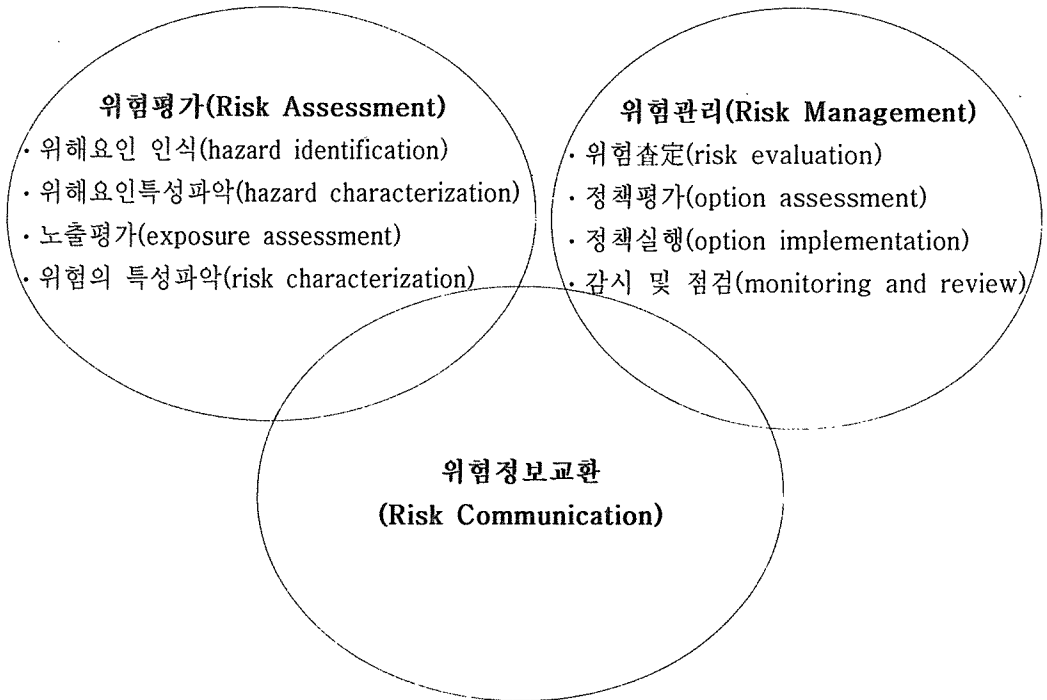 위험평가(Risk Assessment)
· 위해요인 인식(hazard identification)
· 위해요인특성파악(hazard characterization)
· 노출평가(exposure assessment)
· 위험의 특성파악(risk characterization)
위험관리(Risk Management)
· 위험査定(risk evaluation)
· 정책평가(option assessment)
· 정책실행(option implementation)
· 감시 및 점검(monitoring and review)
위험정보교환
(Risk Communication)